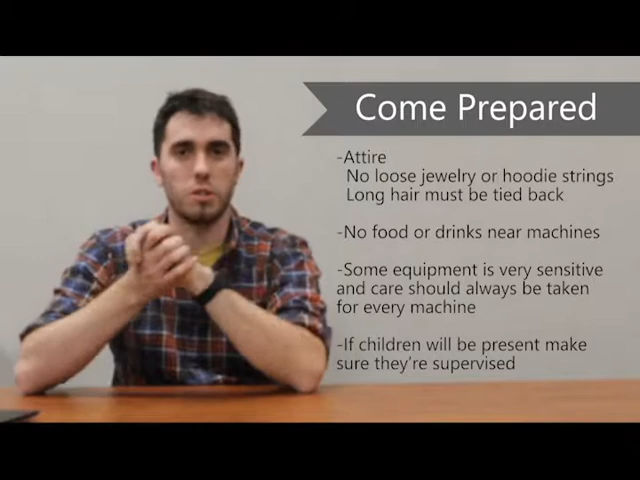 Come Prepared
-Attire
No loose jewelry or hoodie strings
Long hair must be tied back
-No food or drinks near machines
-Some equipment is very sensitive
and care should always be taken
for every machine
-If children will be present make
sure they're supervised